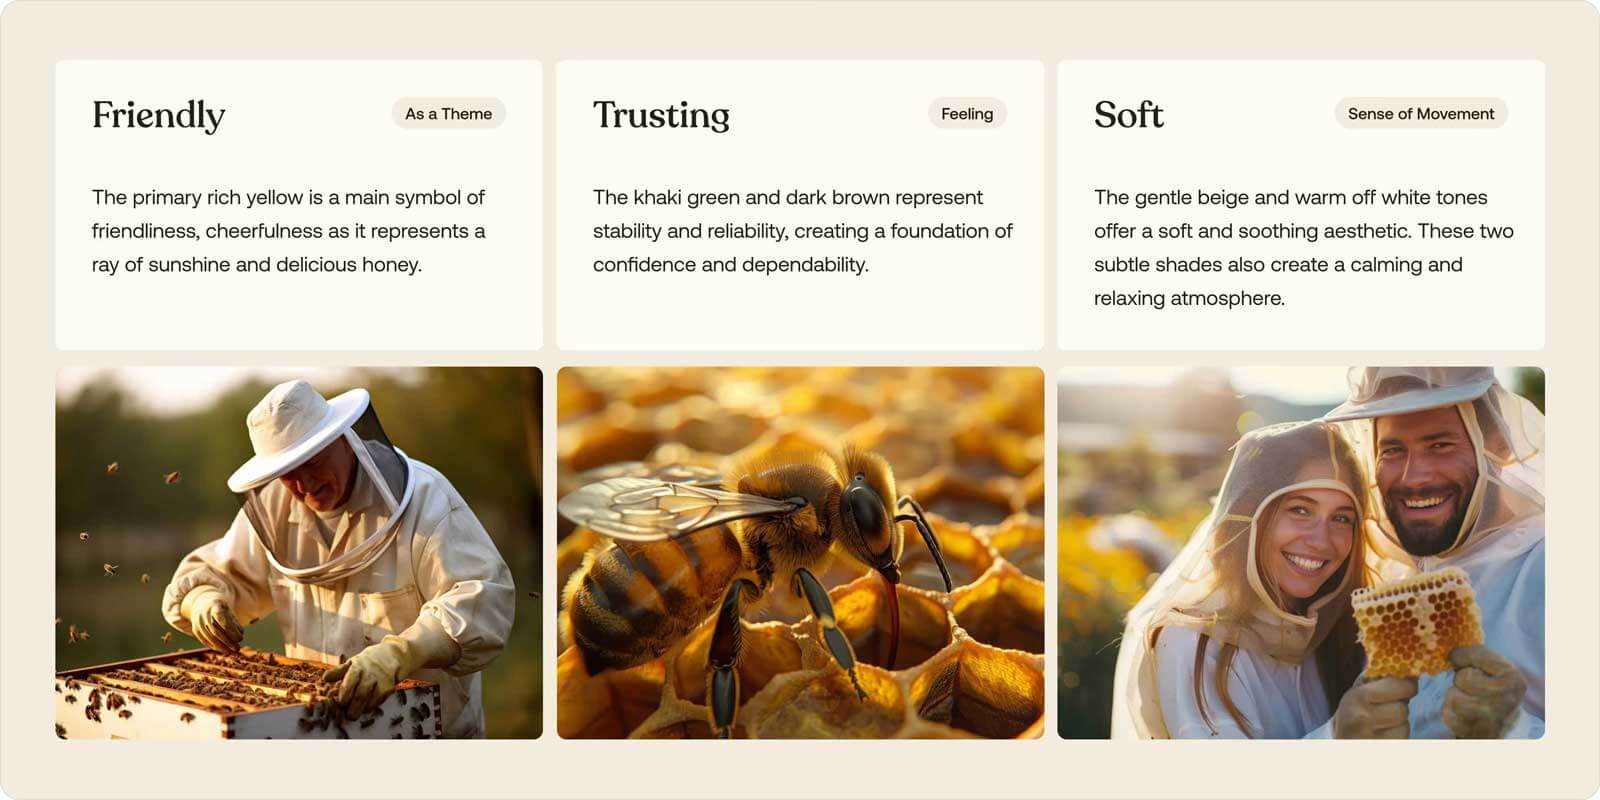 Friendly
As a Theme
The primary rich yellow is a main symbol of
friendliness, cheerfulness as it represents a
ray of sunshine and delicious honey.
Trusting
Feeling
The khaki green and dark brown represent
stability and reliability, creating a foundation of
confidence and dependability.
Soft
Sense of Movement
The gentle beige and warm off white tones
offer a soft and soothing aesthetic. These two
subtle shades also create a calming and
relaxing atmosphere.